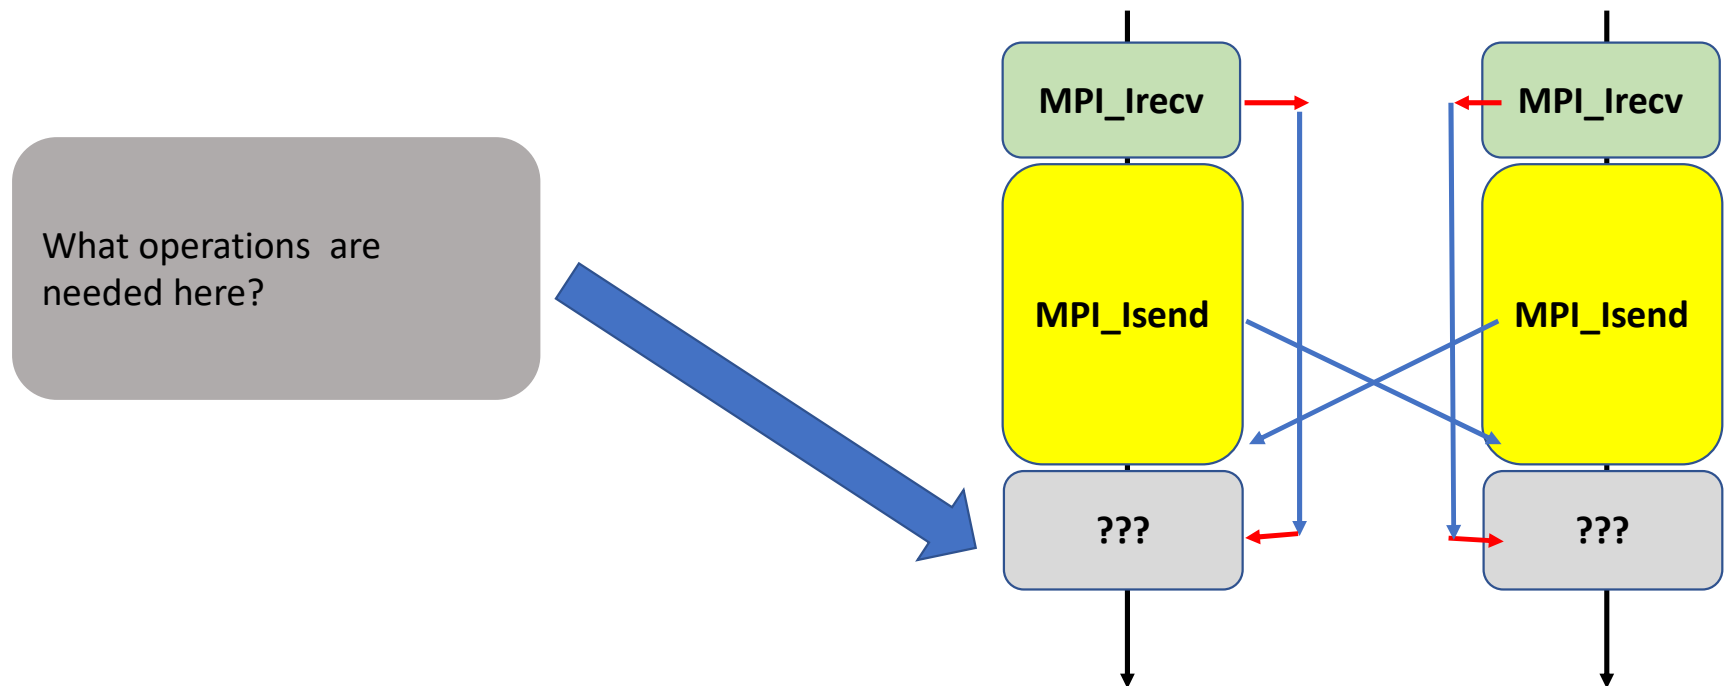 MPI_Irecv
MPI_Irecv
What operations  are
needed here?
MPI_Isend
MPI_Isend
???
???